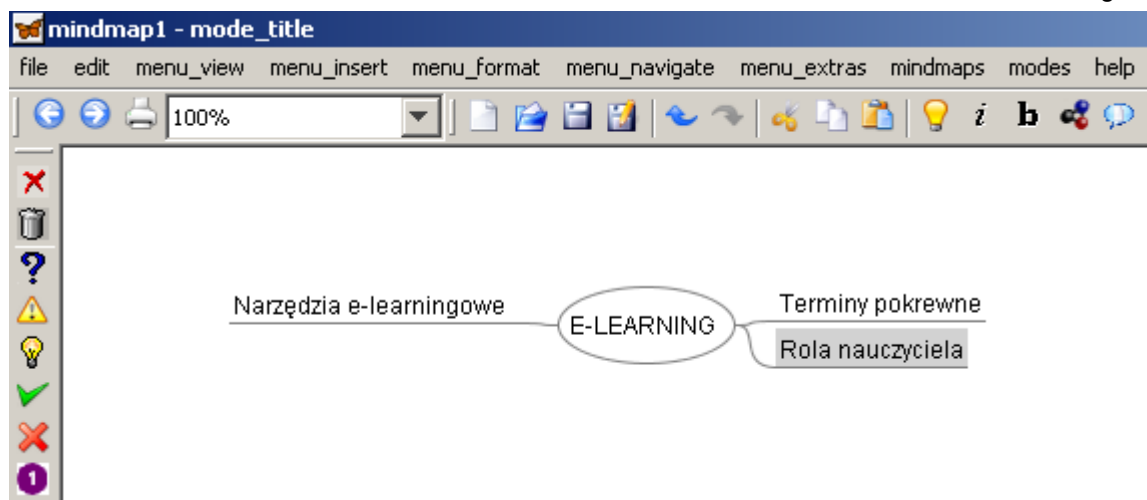 mindmap1 - mode_title
file edit menu_view menu_insert menu_format menu_navigate menu_extras mindmaps modes help
100% i b
Narzędzia e-learningowe
E-LEARNING
Terminy pokrewne
Rola nauczyciela
1